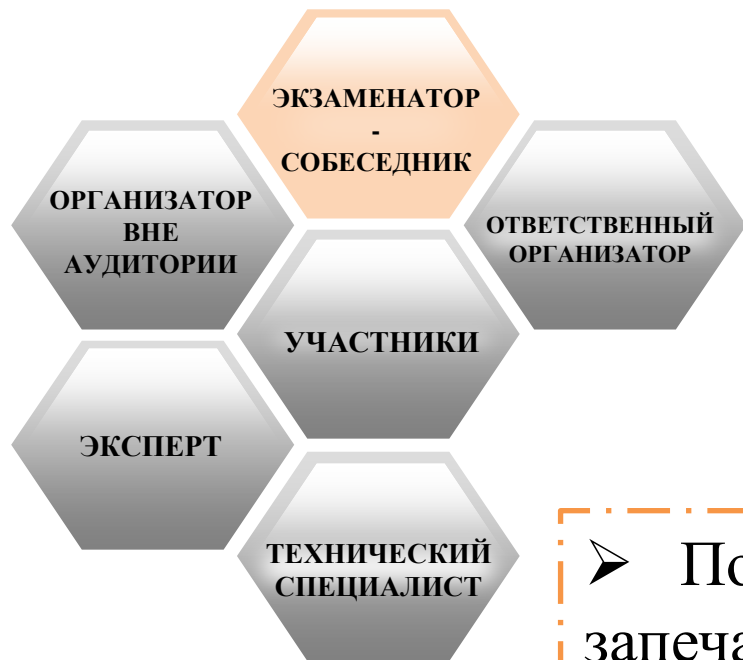 ЭКЗАМЕНАТОР
-
СОБЕСЕДНИК
ОРГАНИЗАТОР
ВНЕ
АУДИТОРИИ
ОТВЕТСТВЕННЫЙ
ОРГАНИЗАТОР
УЧАСТНИКИ
ЭКСПЕРТ
ТЕХНИЧЕСКИЙ
СПЕЦИАЛИСТ